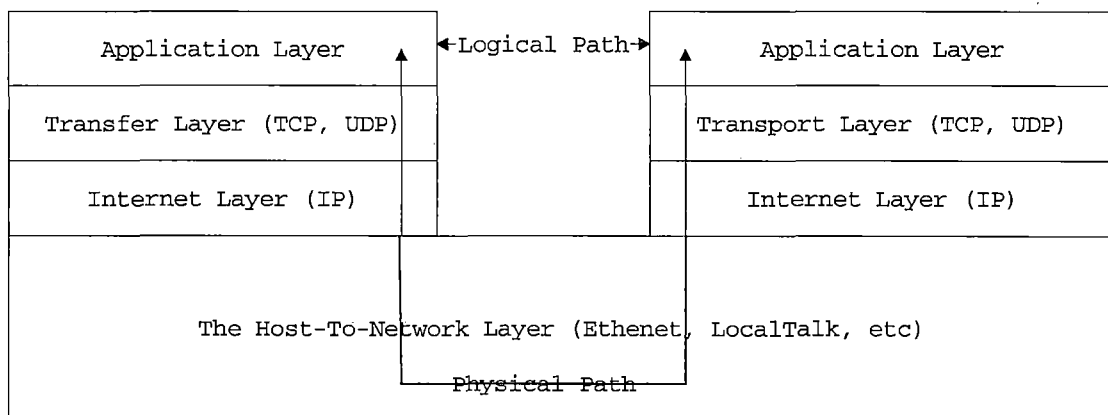 Application Layer
Logical Path
Application Layer
Transfer Layer (TCP, UDP)
Transport Layer (TCP, UDP)
Internet Layer (IP)
Internet Layer (IP)
The Host-To-Network Layer (Ethenet, LocalTalk, etc)
Physical Path